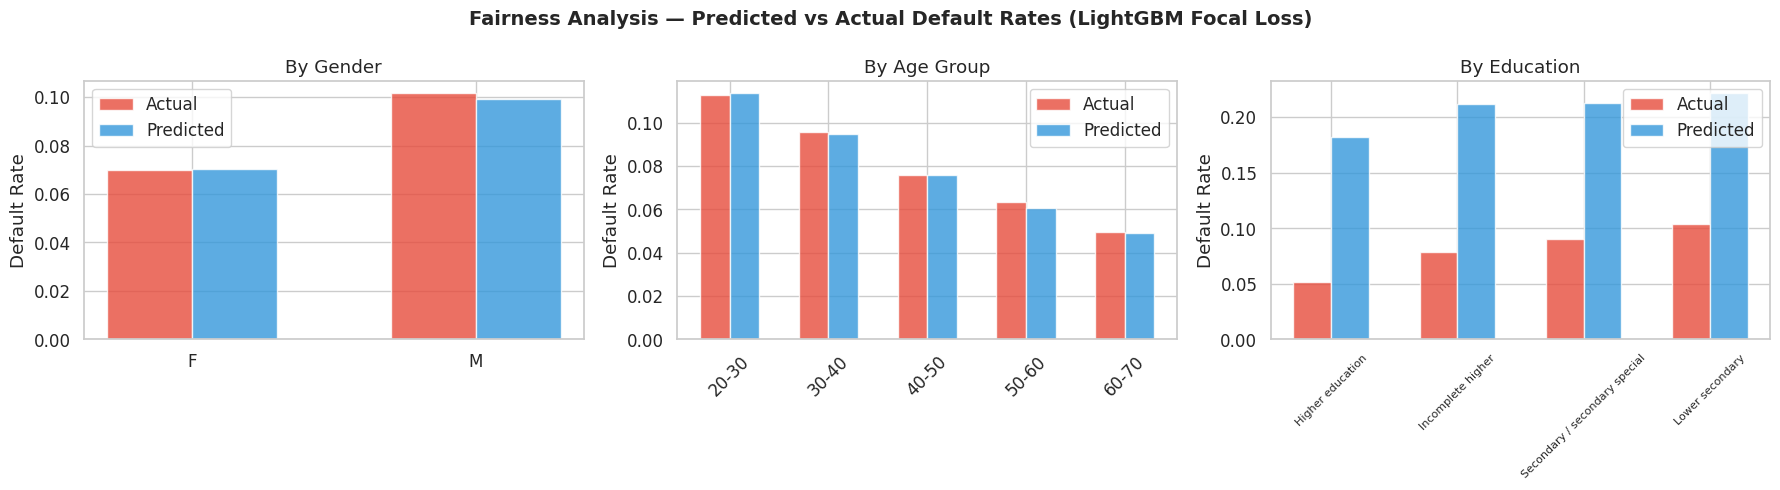 Fairness Analysis — Predicted vs Actual Default Rates (LightGBM Focal Loss)
By Gender
Default Rate
0.10
0.08
0.06
0.04
0.02
0.00
Actual
Predicted
F
M
By Age Group
Default Rate
0.10
0.08
0.06
0.04
0.02
0.00
Actual
Predicted
20-30
30-40
40-50
50-60
60-70
By Education
Default Rate
0.20
0.15
0.10
0.05
0.00
Actual
Predicted
Higher education
Incomplete higher
Secondary / secondary special
Lower secondary